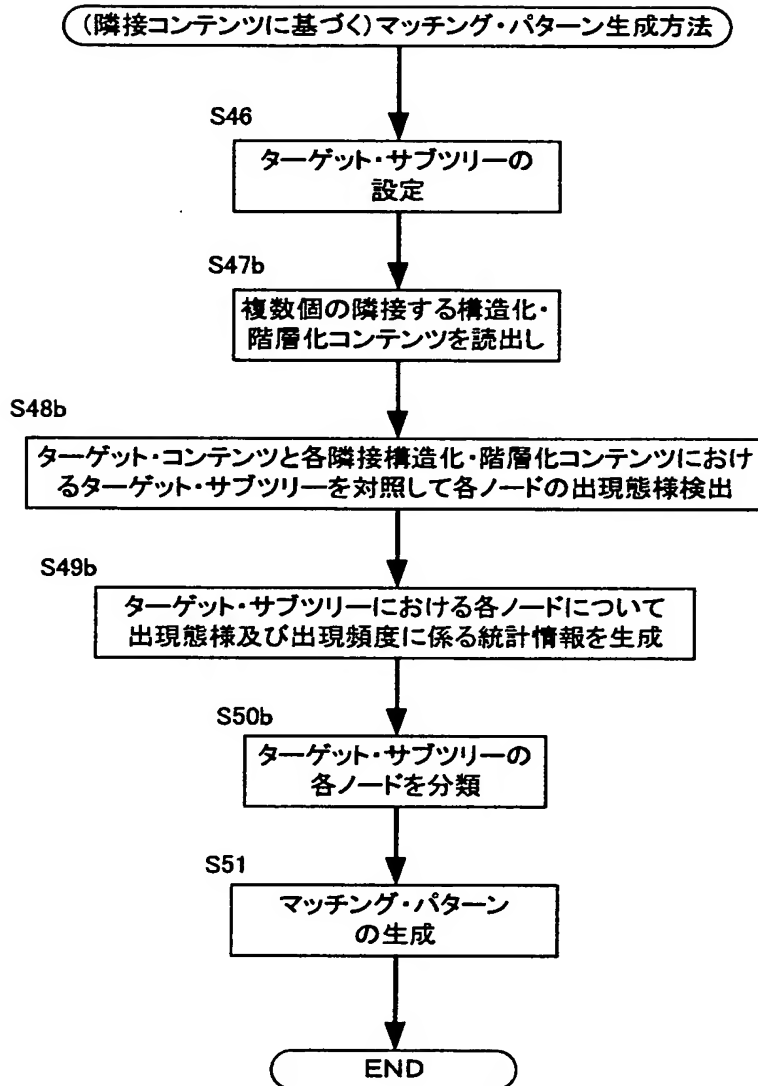 (隣接コンテンツに基づく)マッチング・パターン生成方法
S46
ターゲット・サブツリーの
設定
S47b
複数個の隣接する構造化・
階層化コンテンツを読出し
S48b
ターゲット・コンテンツと各隣接構造化・階層化コンテンツにおけ
るターゲット・サブツリーを対照して各ノードの出現態様検出
S49b
ターゲット・サブツリーにおける各ノードについて
出現態様及び出現頻度に係る統計情報を生成
S50b
ターゲット・サブツリーの
各ノードを分類
S51
マッチング・パターン
の生成
END